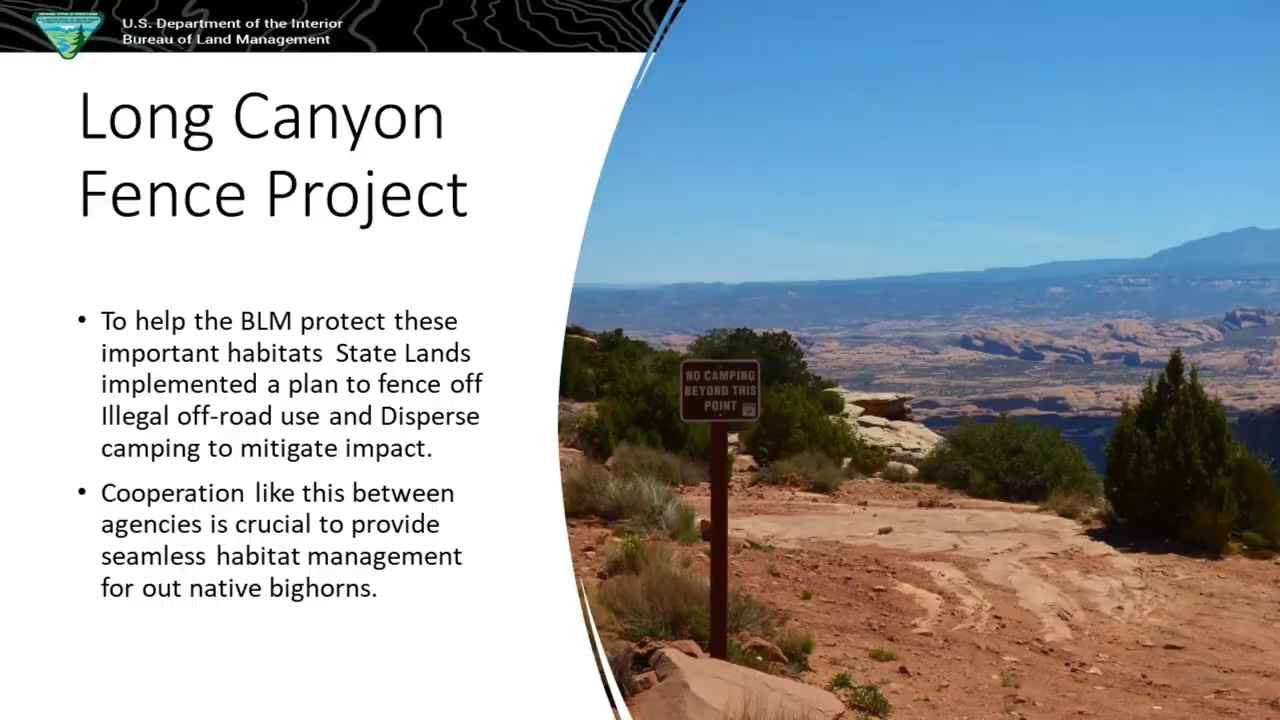 U.S. Department of the Interior
Bureau of Land Management
Long Canyon
Fence Project
• To help the BLM protect these
important habitats State Lands
implemented a plan to fence off
Illegal off-road use and Disperse
camping to mitigate impact.
• Cooperation like this between
agencies is crucial to provide
seamless habitat management
for out native bighorns.
NO CAMPING
BEYOND THIS
POINT